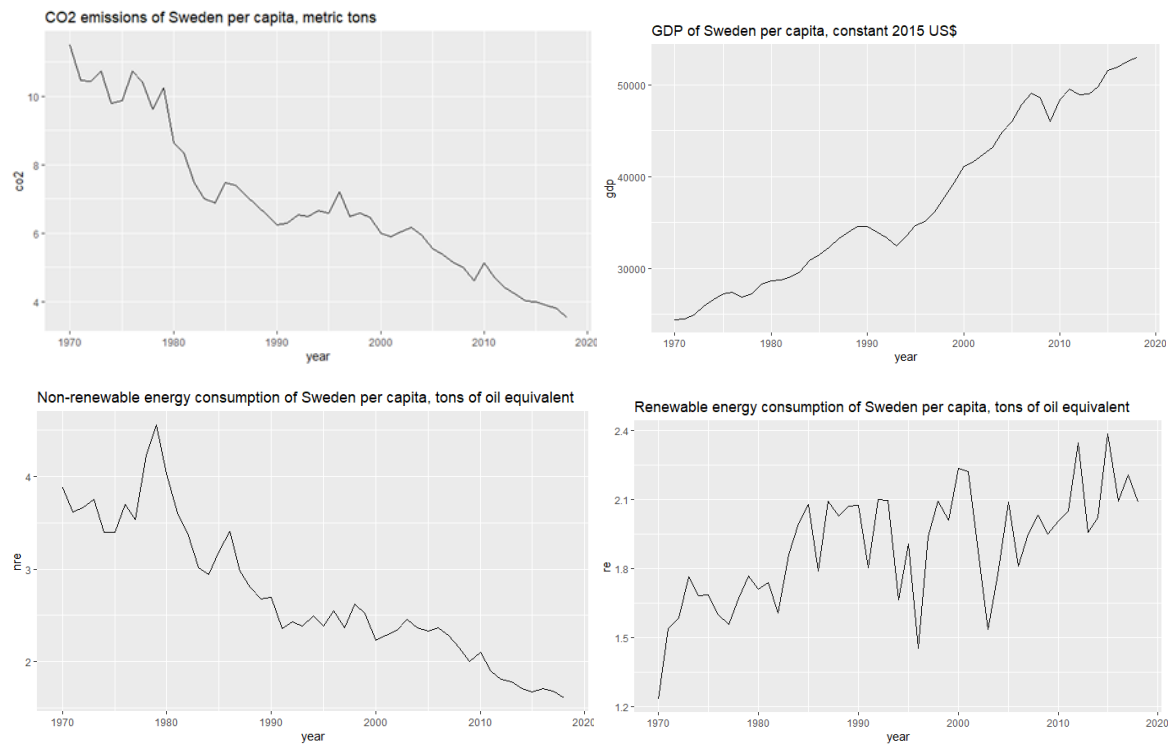 CO2 emissions of Sweden per capita, metric tons
co2
10
8
6
4
1970 1980 1990 2000 2010 2020
year
GDP of Sweden per capita, constant 2015 US$
gdp
50000
40000
30000
1970 1980 1990 2000 2010 2020
year
Non-renewable energy consumption of Sweden per capita, tons of oil equivalent
nre
4
3
2
1970 1980 1990 2000 2010 2020
year
Renewable energy consumption of Sweden per capita, tons of oil equivalent
re
2.4
2.1
1.8
1.5
1.2
1970 1980 1990 2000 2010 2020
year